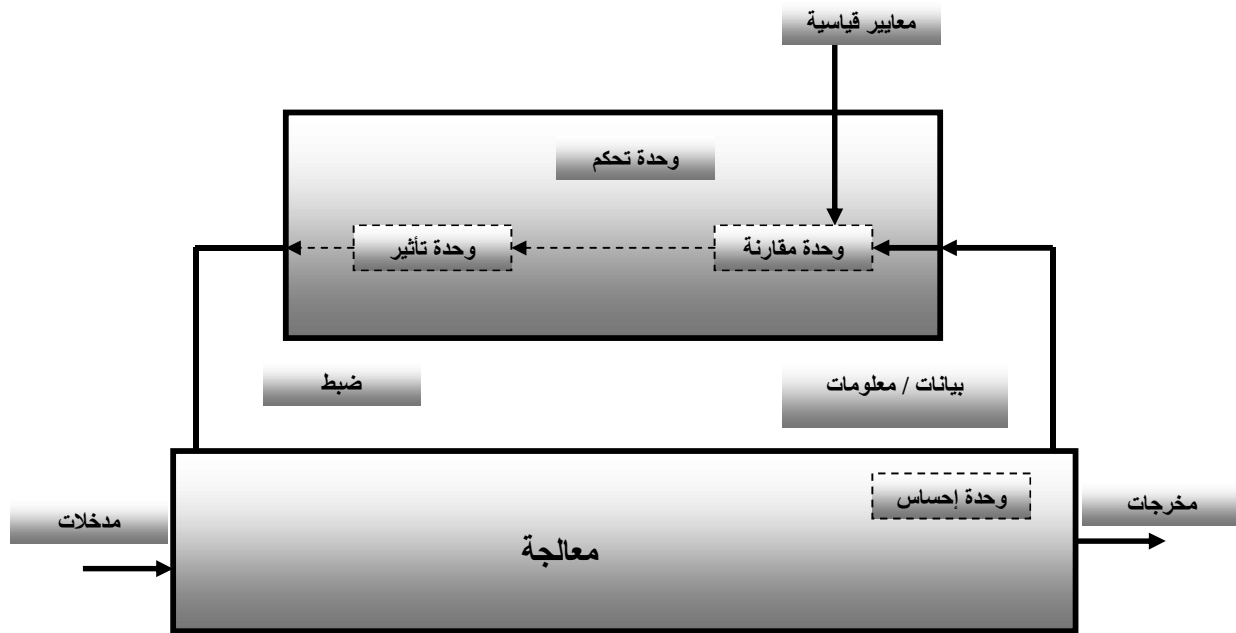 معايير قياسية
وحدة تحكم
وحدة مقارنة
وحدة تأثير
بيانات / معلومات
ضبط
وحدة إحساس
مخرجات
مدخلات
معالجة